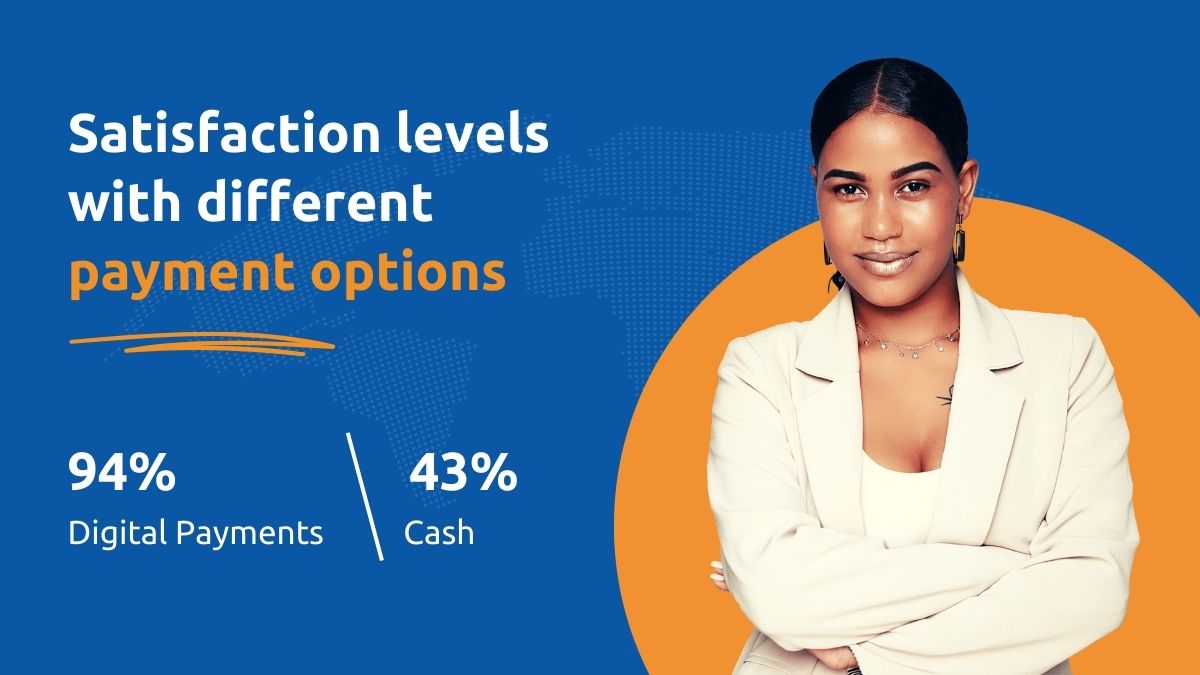 Satisfaction levels
with different
payment options
94%
Digital Payments
43%
Cash